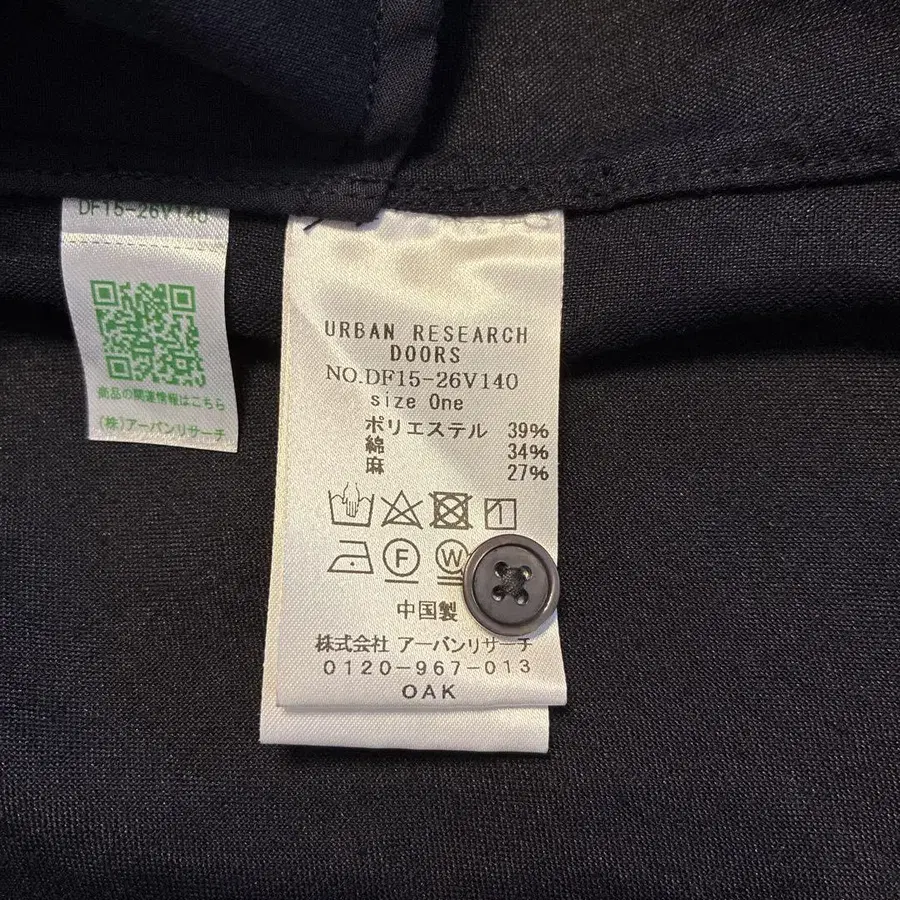 DF15-26V140
商品の関連情報はこちら
(株)アーバンリサーチ
URBAN RESEARCH
DOORS
NO.DF15-26V140
size One
ポリエステル 39%
綿 34%
麻 27%
F W
中国製
株式会社 アーバンリサーチ
0120-967-013
OAK